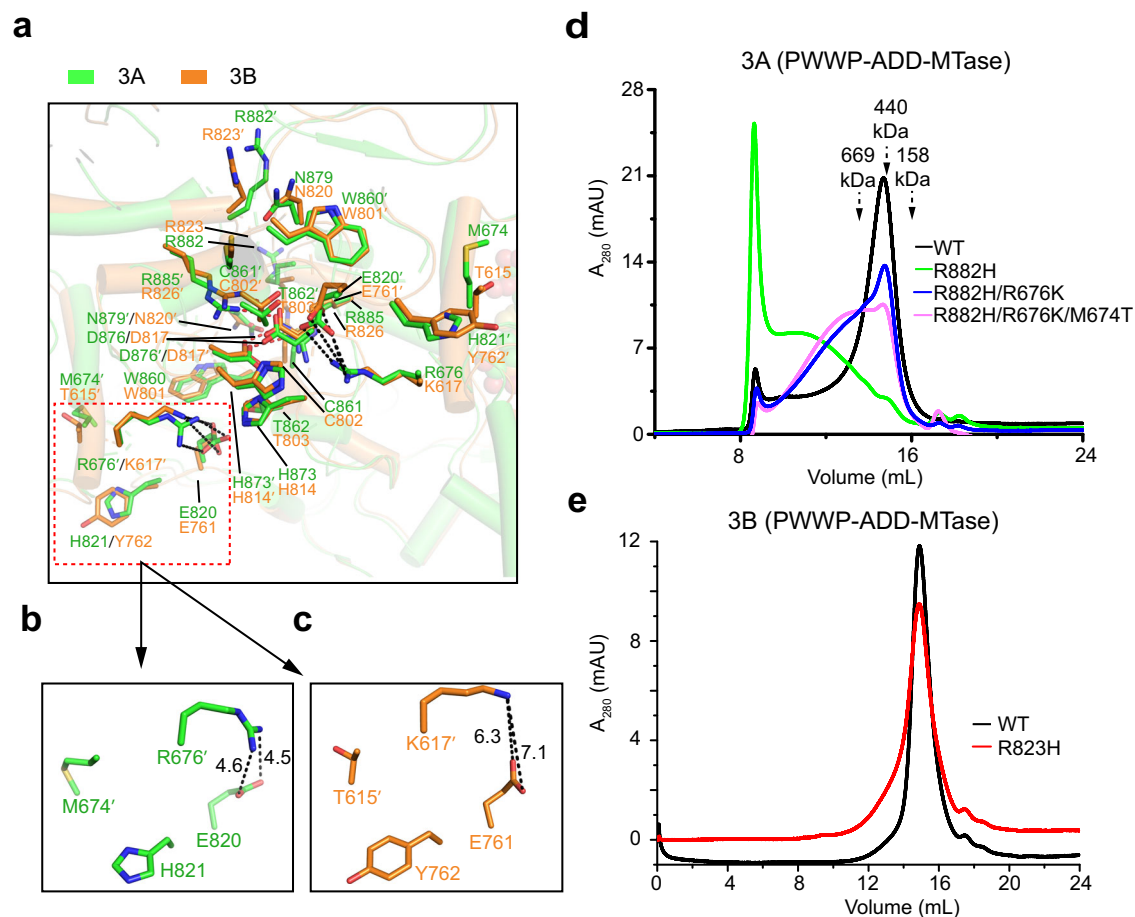 a
3A
3B
R882′
R823′
N879
N820
W860′
W801′
R823
R882
M674
T615
C861′
C802′
E820′
E761′
R885′
R826′
T862′
T803′
R885
R826
N879′/N820′
D876/D817
H821′
Y762′
D876′/D817′
R676
K617
M674′
T615′
W860
W801
C861
C802
T862
T803
R676′/K617′
H873′
H814′
H873
H814
E820
E761
H821/Y762
b
R676′
4.6
4.5
M674′
E820
H821
c
K617′
6.3
7.1
T615′
E761
Y762
d
3A (PWWP-ADD-MTase)
28
21
14
7
0
A280 (mAU)
440
kDa
669
kDa
158
kDa
WT
R882H
R882H/R676K
R882H/R676K/M674T
8
16
24
Volume (mL)
e
3B (PWWP-ADD-MTase)
12
8
4
0
A280 (mAU)
WT
R823H
0
4
8
12
16
20
24
Volume (mL)